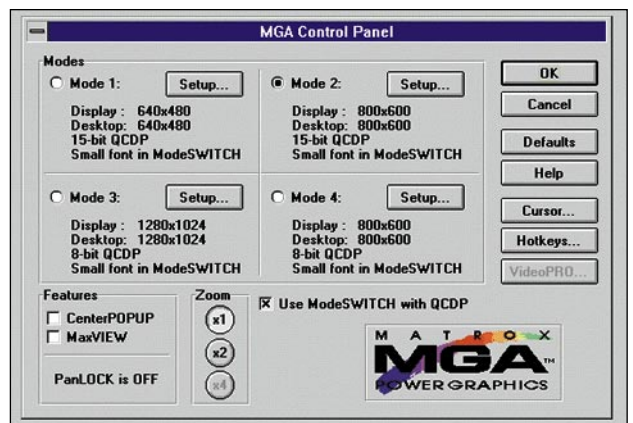 MGA Control Panel
Modes
Mode 1: Setup...
Display : 640x480
Desktop: 640x480
15-bit QCDP
Small font in ModeSWITCH
Mode 2: Setup...
Display : 800x600
Desktop: 800x600
15-bit QCDP
Small font in ModeSWITCH
Mode 3: Setup...
Display : 1280x1024
Desktop: 1280x1024
8-bit QCDP
Small font in ModeSWITCH
Mode 4: Setup...
Display : 800x600
Desktop: 800x600
8-bit QCDP
Small font in ModeSWITCH
OK
Cancel
Defaults
Help
Cursor...
Hotkeys...
VideoPRO...
Features
CenterPOPUP
MaxVIEW
PanLOCK is OFF
Zoom
x1
x2
x4
Use ModeSWITCH with QCDP
MATROX
MGA™
POWER GRAPHICS